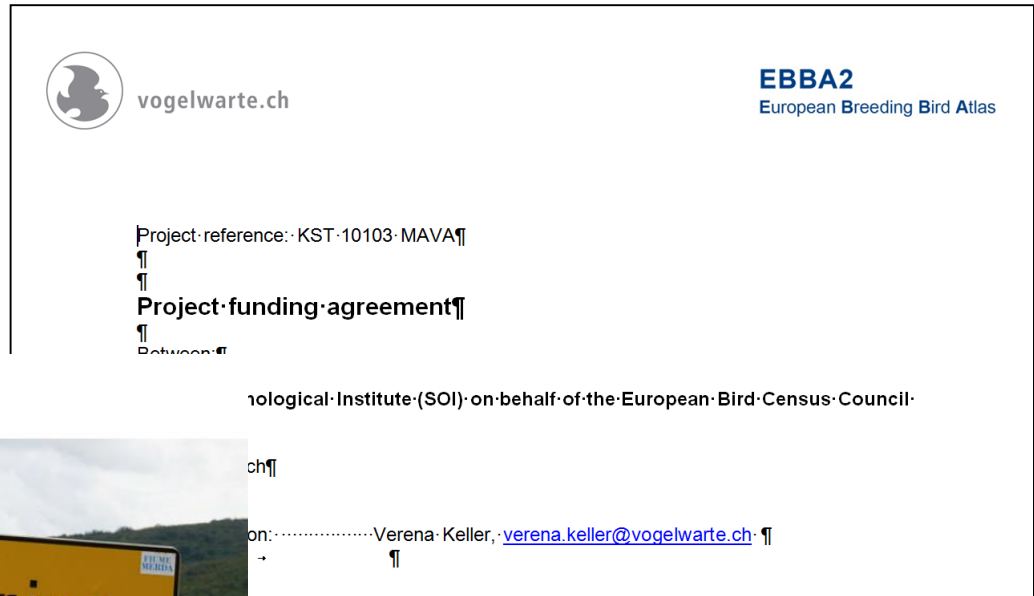 vogelwarte.ch
EBBA2
European Breeding Bird Atlas
Project reference: KST 10103 MAVA¶
¶
¶
Project funding agreement¶
¶
Between:¶
nological Institute (SOI) on behalf of the European Bird Census Council
ch¶
on: Verena Keller, verena.keller@vogelwarte.ch ¶
→ ¶
FIUME
MERDA